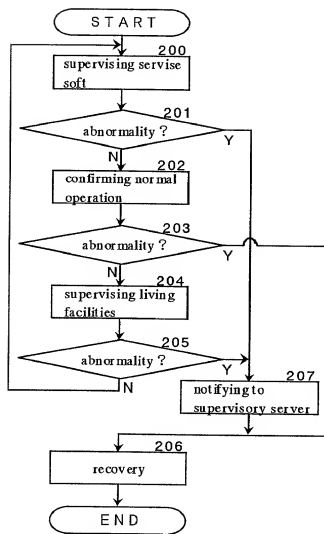 START
200
supervising servise
soft
201
abnormality ?
Y
N
202
confirming normal
operation
203
abnormality ?
Y
N
204
supervising living
facilities
205
abnormality ?
Y
N
207
notifying to
supervisory server
206
recovery
END